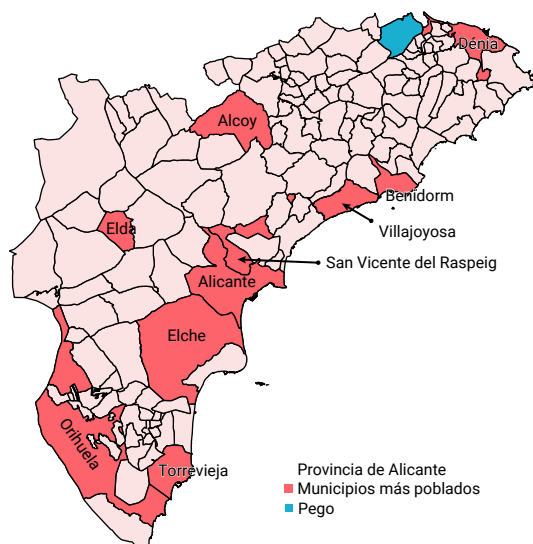 Dénia
Alcoy
Benidorm
Elda
Villajoyosa
San Vicente del Raspeig
Alicante
Elche
Orihuela
Torrevieja
Provincia de Alicante
Municipios más poblados
Pego